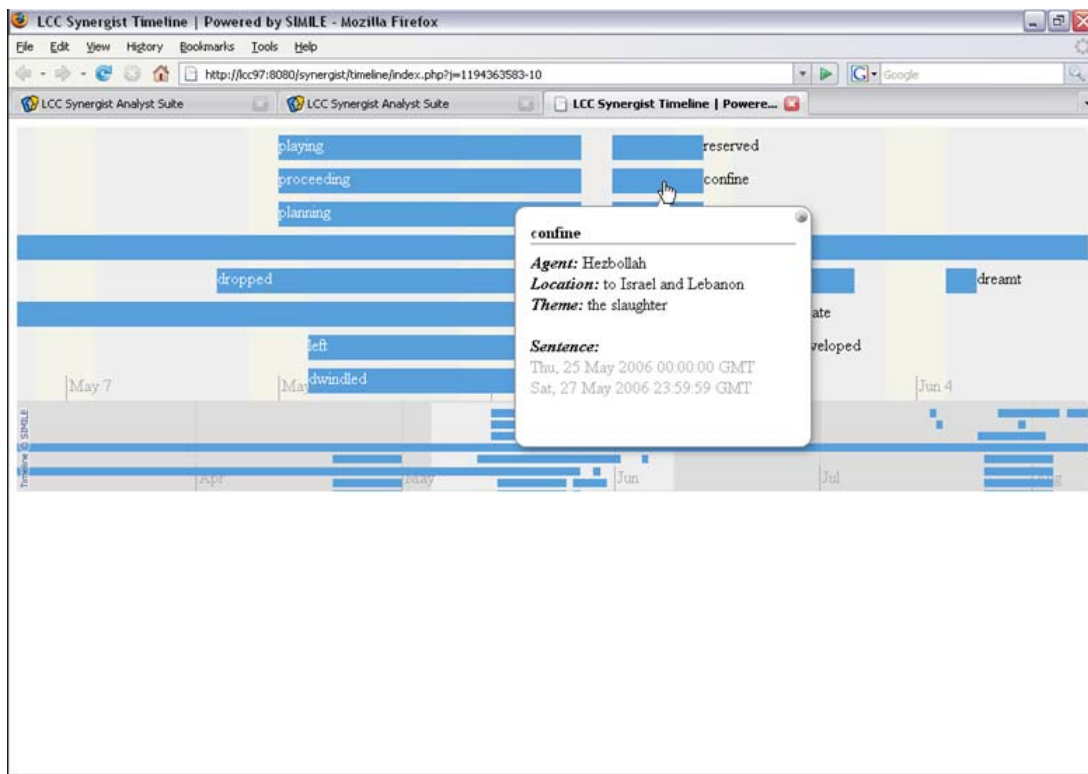 LCC Synergist Timeline | Powered by SIMILE - Mozilla Firefox
File Edit View History Bookmarks Tools Help
http://lcc97:8080/synergist/timeline/index.php?j=1194363583-10
Google
LCC Synergist Analyst Suite
LCC Synergist Analyst Suite
LCC Synergist Timeline | Powere...
playing
reserved
proceeding
confine
planning
confine
Agent: Hezbollah
Location: to Israel and Lebanon
Theme: the slaughter
Sentence:
Thu, 25 May 2006 00:00:00 GMT
Sat, 27 May 2006 23:59:59 GMT
dropped
dreamt
ate
left
veloped
dwindled
May 7
Ma
Jun 4
Timeline © SIMILE
Apr
May
Jun
Jul